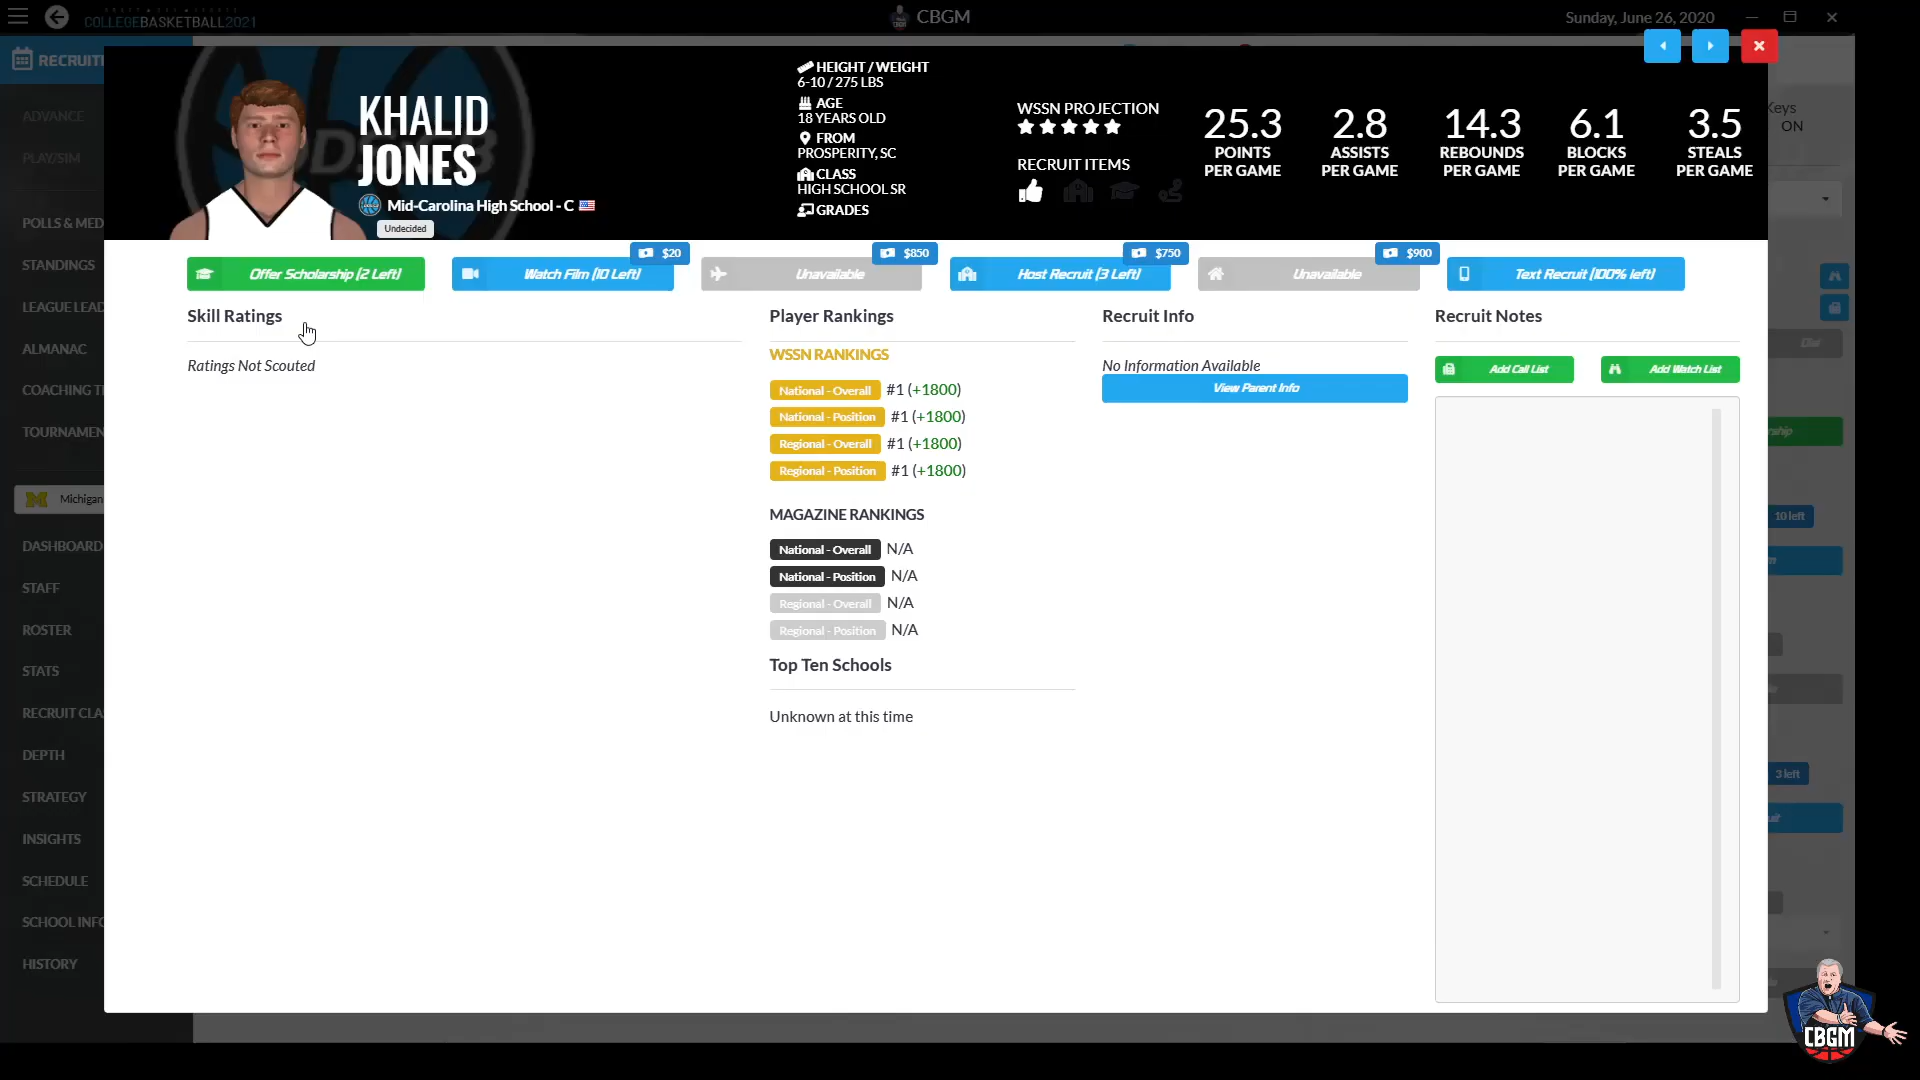 COLLEGEBASKETBALL2021
CBGM
Sunday, June 26, 2020
RECRUITI
ADVANCE
PLAY/SIM
POLLS & MED
STANDINGS
LEAGUE LEAD
ALMANAC
COACHING T
TOURNAMEN
Michigan
DASHBOARD
STAFF
ROSTER
STATS
RECRUIT CLA
DEPTH
STRATEGY
INSIGHTS
SCHEDULE
SCHOOL INFO
HISTORY
KHALID
JONES
Mid-Carolina High School - C
Undecided
HEIGHT / WEIGHT
6-10 / 275 LBS
AGE
18 YEARS OLD
FROM
PROSPERITY, SC
CLASS
HIGH SCHOOL SR
GRADES
WSSN PROJECTION
RECRUIT ITEMS
25.3
POINTS
PER GAME
2.8
ASSISTS
PER GAME
14.3
REBOUNDS
PER GAME
6.1
BLOCKS
PER GAME
3.5
STEALS
PER GAME
Keys
ON
Offer Scholarship (2 Left)
$20
Watch Film (10 Left)
$850
Unavailable
$750
Host Recruit (3 Left)
$900
Unavailable
Text Recruit (100% left)
Skill Ratings
Ratings Not Scouted
Player Rankings
WSSN RANKINGS
National - Overall #1 (+1800)
National - Position #1 (+1800)
Regional - Overall #1 (+1800)
Regional - Position #1 (+1800)
MAGAZINE RANKINGS
National - Overall N/A
National - Position N/A
Regional - Overall N/A
Regional - Position N/A
Top Ten Schools
Unknown at this time
Recruit Info
No Information Available
View Parent Info
Recruit Notes
Add Call List
Add Watch List
10 left
3 left
CBGM